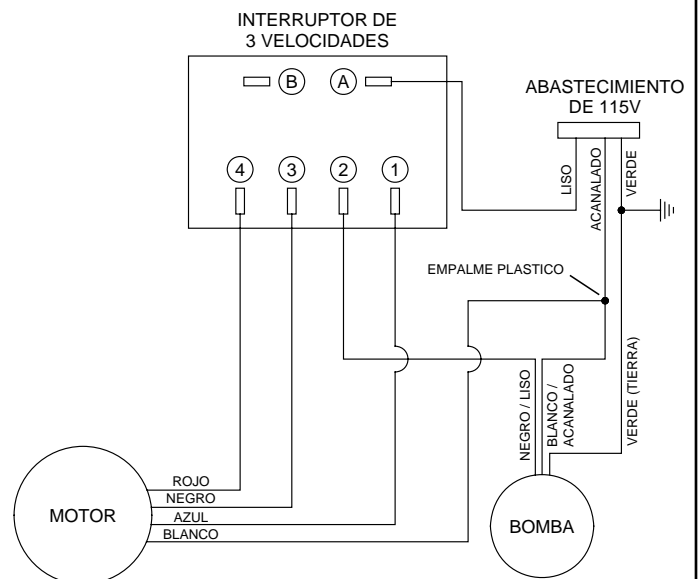 INTERRUPTOR DE
3 VELOCIDADES
B
A
ABASTECIMIENTO
DE 115V
4
3
2
1
LISO
ACANALADO
VERDE
EMPALME PLASTICO
NEGRO / LISO
BLANCO /
ACANALADO
VERDE (TIERRA)
ROJO
NEGRO
AZUL
BLANCO
MOTOR
BOMBA